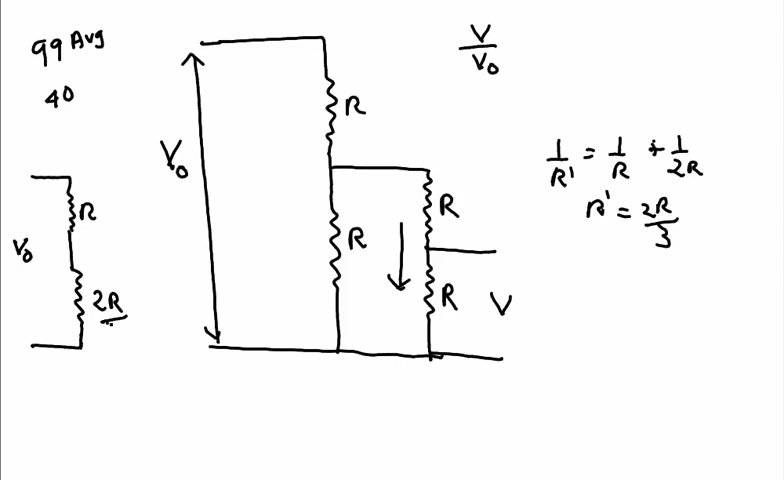 99 Avg
40
V/V₀
V₀
R
R
R
R
V
V₀
R
2R
1/R' = 1/R + 1/2R
R' = 2R/3